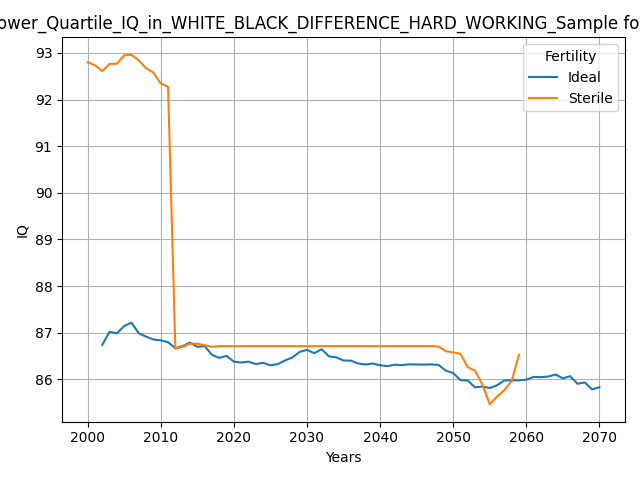 ower_Quartile_IQ_in_WHITE_BLACK_DIFFERENCE_HARD_WORKING_Sample fo
Fertility
Ideal
Sterile
IQ
93
92
91
90
89
88
87
86
2000 2010 2020 2030 2040 2050 2060 2070
Years